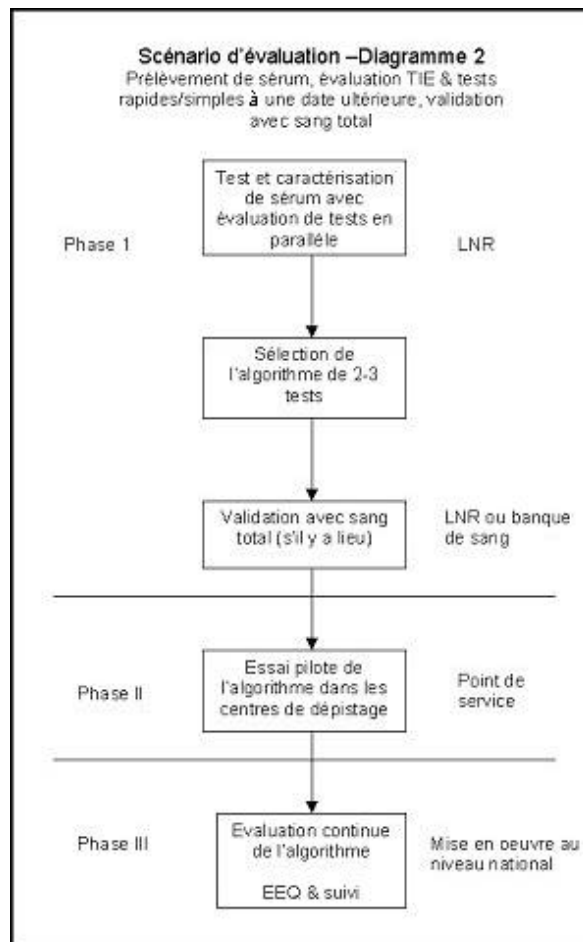 Scénario d'évaluation –Diagramme 2
Prélèvement de sérum, évaluation TIE & tests
rapides/simples à une date ultérieure, validation
avec sang total
Phase 1
Test et caractérisation
de sérum avec
évaluation de tests en
parallèle
LNR
Sélection de
l'algorithme de 2-3
tests
Validation avec sang
total (s'il y a lieu)
LNR ou banque
de sang
Phase II
Essai pilote de
l'algorithme dans les
centres de dépistage
Point de
service
Phase III
Evaluation continue
de l'algorithme
EEQ & suivi
Mise en oeuvre au
niveau national